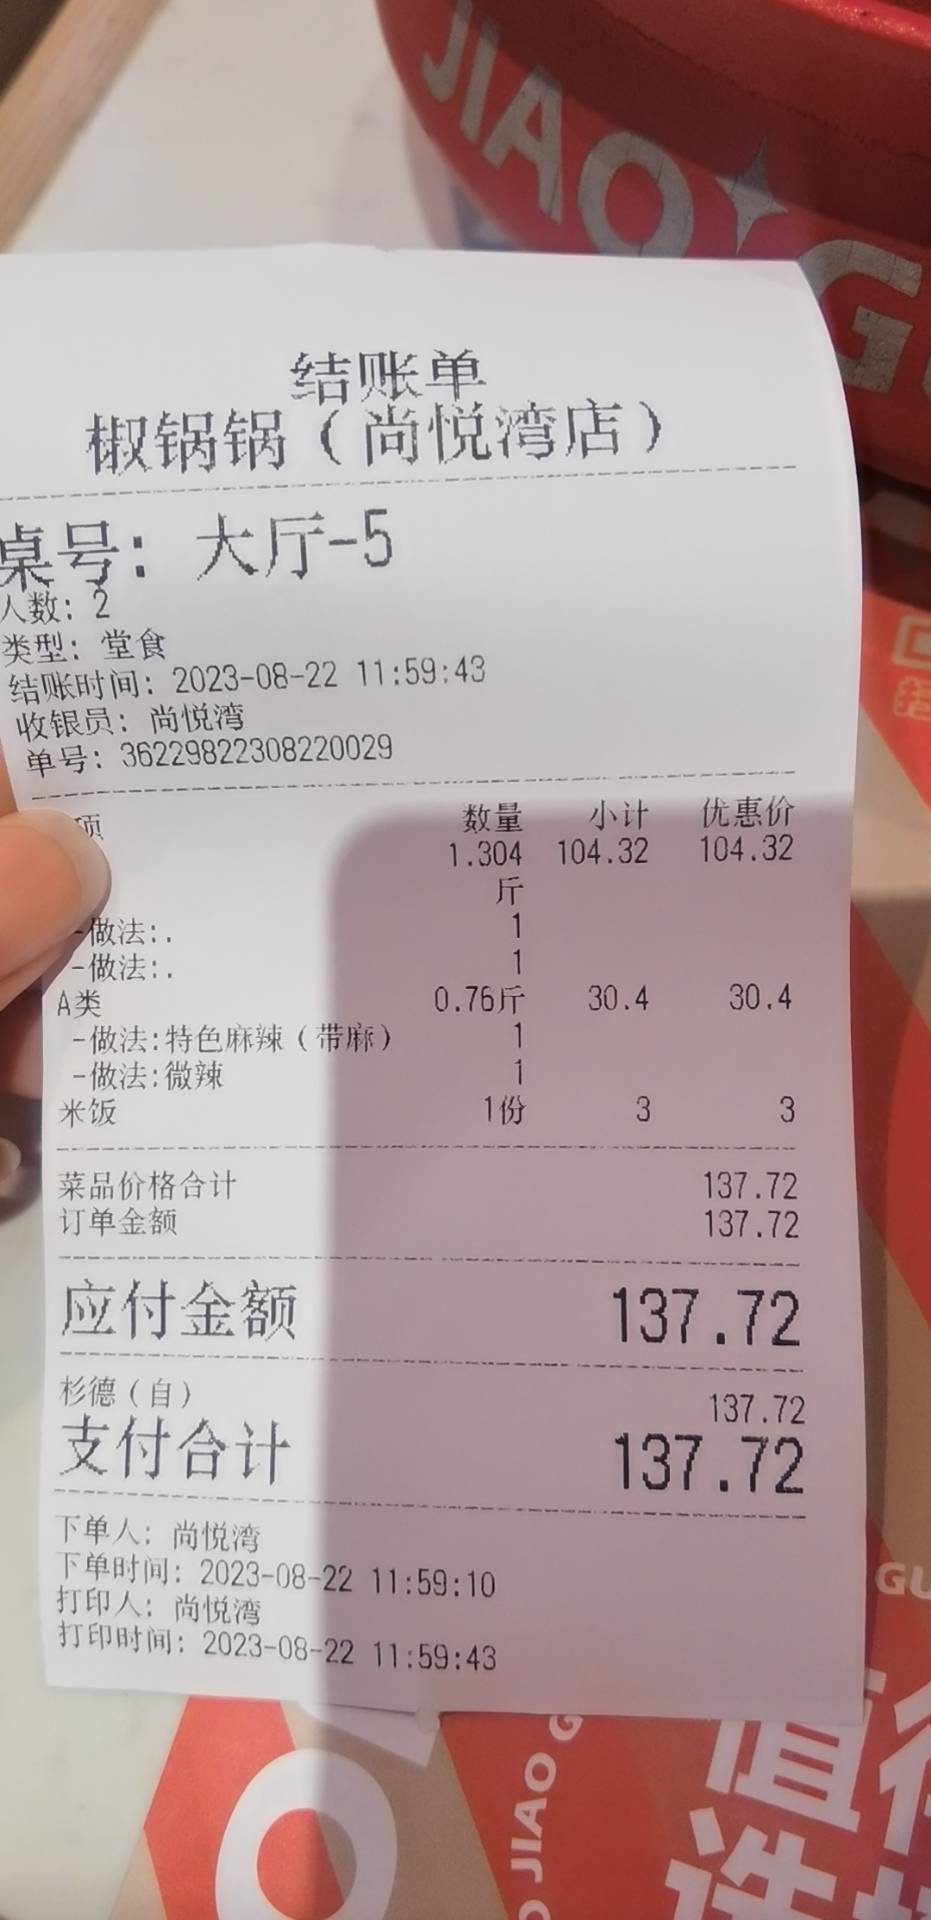 JIAO G
结账单
椒锅锅（尚悦湾店）
桌号：大厅-5
人数：2
类型：堂食
结账时间：2023-08-22 11:59:43
收银员：尚悦湾
单号：36229822308220029
项 数量 小计 优惠价
1.304 104.32 104.32
斤
-做法:. 1
-做法:. 1
A类 0.76斤 30.4 30.4
-做法:特色麻辣（带麻） 1
-做法:微辣 1
米饭 1份 3 3
菜品价格合计 137.72
订单金额 137.72
应付金额 137.72
杉德（自） 137.72
支付合计 137.72
下单人：尚悦湾
下单时间：2023-08-22 11:59:10
打印人：尚悦湾
打印时间：2023-08-22 11:59:43
GU
JIAO G
值得
选择